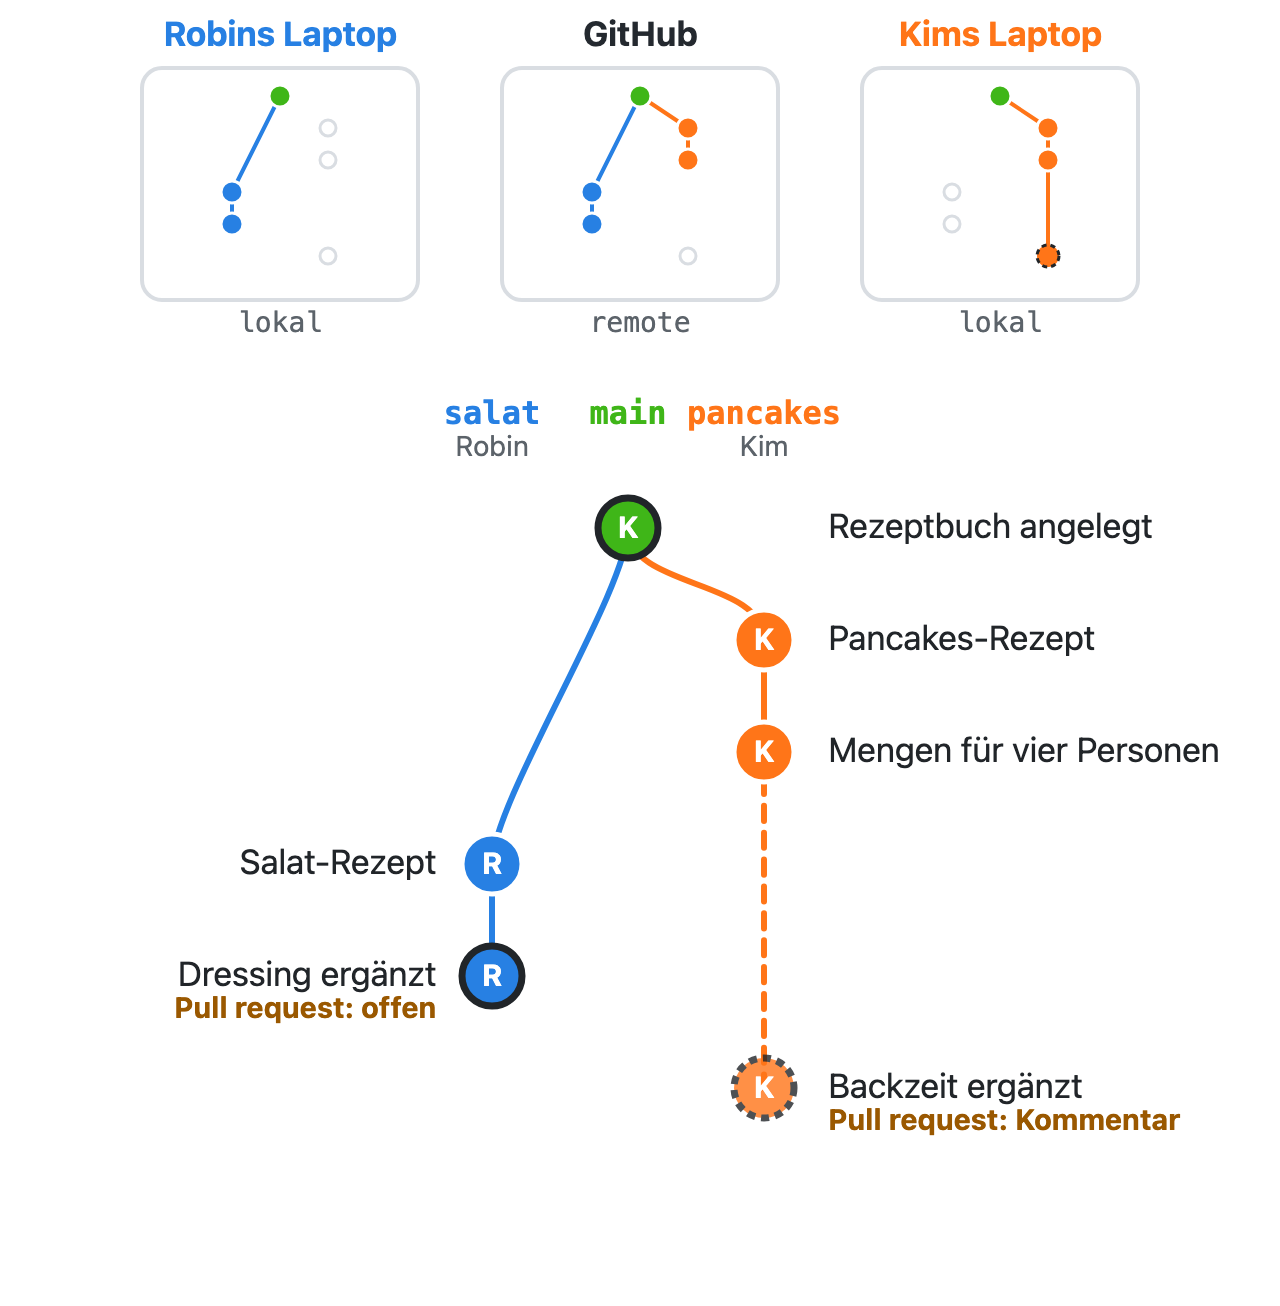 Robins Laptop
GitHub
Kims Laptop
lokal
remote
lokal
salat
main
pancakes
Robin
Kim
K
Rezeptbuch angelegt
K
Pancakes-Rezept
K
Mengen für vier Personen
Salat-Rezept
R
Dressing ergänzt
R
Pull request: offen
K
Backzeit ergänzt
Pull request: Kommentar